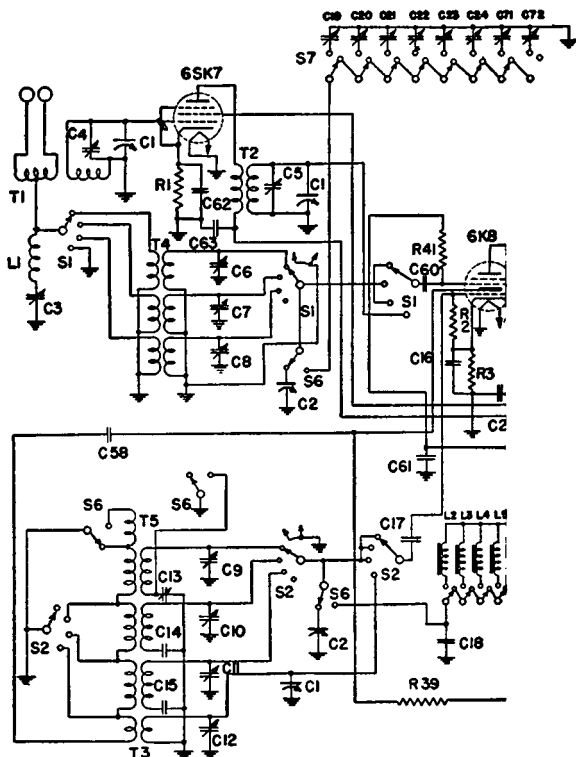 C19 C20 C21 C22 C23 C24 C71 C72
S7
6SK7
C4 C1
T2
C5 C1
T1
R1
C62
C63
R41
6K8
C60
L1
S1
T4
C6
S1
S1
R2
C3
C7
C16
R3
C8
S6
C2
C2
C58
C61
S6
S6
T5
C17
L2 L3 L4 L5
C13
C9
S2
S2
S6
S2
C14
C10
C2
C18
C15
C11
C1
R39
C12
T3